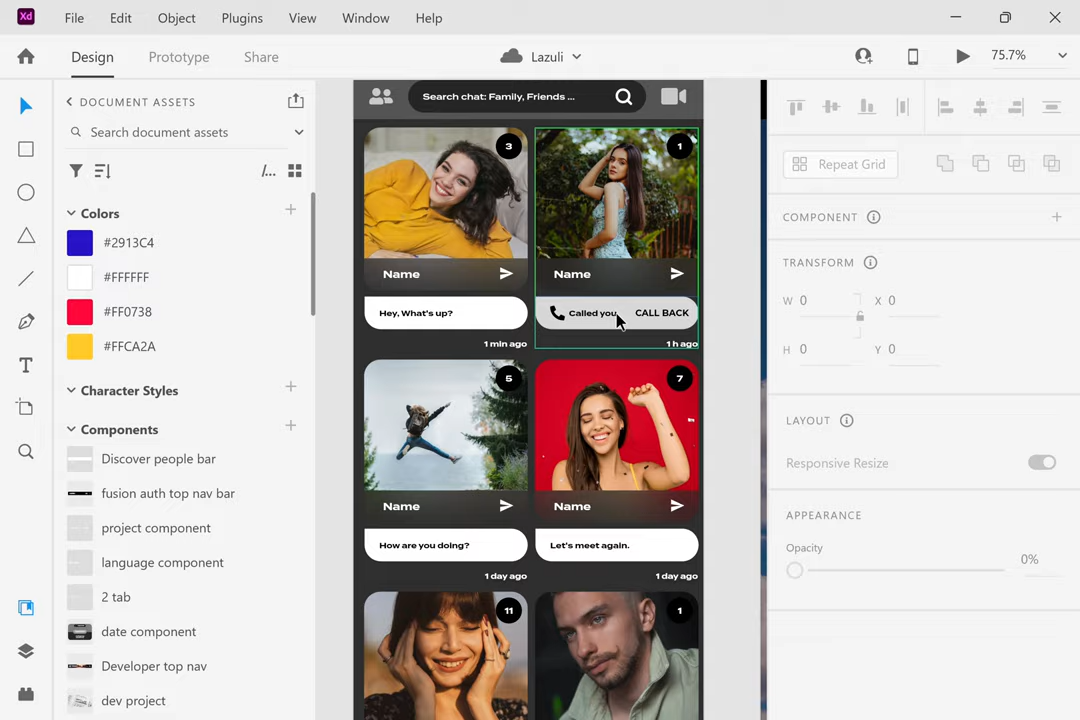 Xd File Edit Object Plugins View Window Help
Design Prototype Share Lazuli 75.7%
DOCUMENT ASSETS
Search document assets
/...
Colors
#2913C4
#FFFFFF
#FF0738
#FFCA2A
Character Styles
Components
Discover people bar
fusion auth top nav bar
project component
language component
2 tab
date component
Developer top nav
dev project
Search chat: Family, Friends ...
3 1
Name Name
Hey, What's up? Called you CALL BACK
1 min ago 1 h ago
5 7
Name Name
How are you doing? Let's meet again.
1 day ago 1 day ago
11 1
Repeat Grid
COMPONENT
TRANSFORM
W 0 X 0
H 0 Y 0
LAYOUT
Responsive Resize
APPEARANCE
Opacity
0%